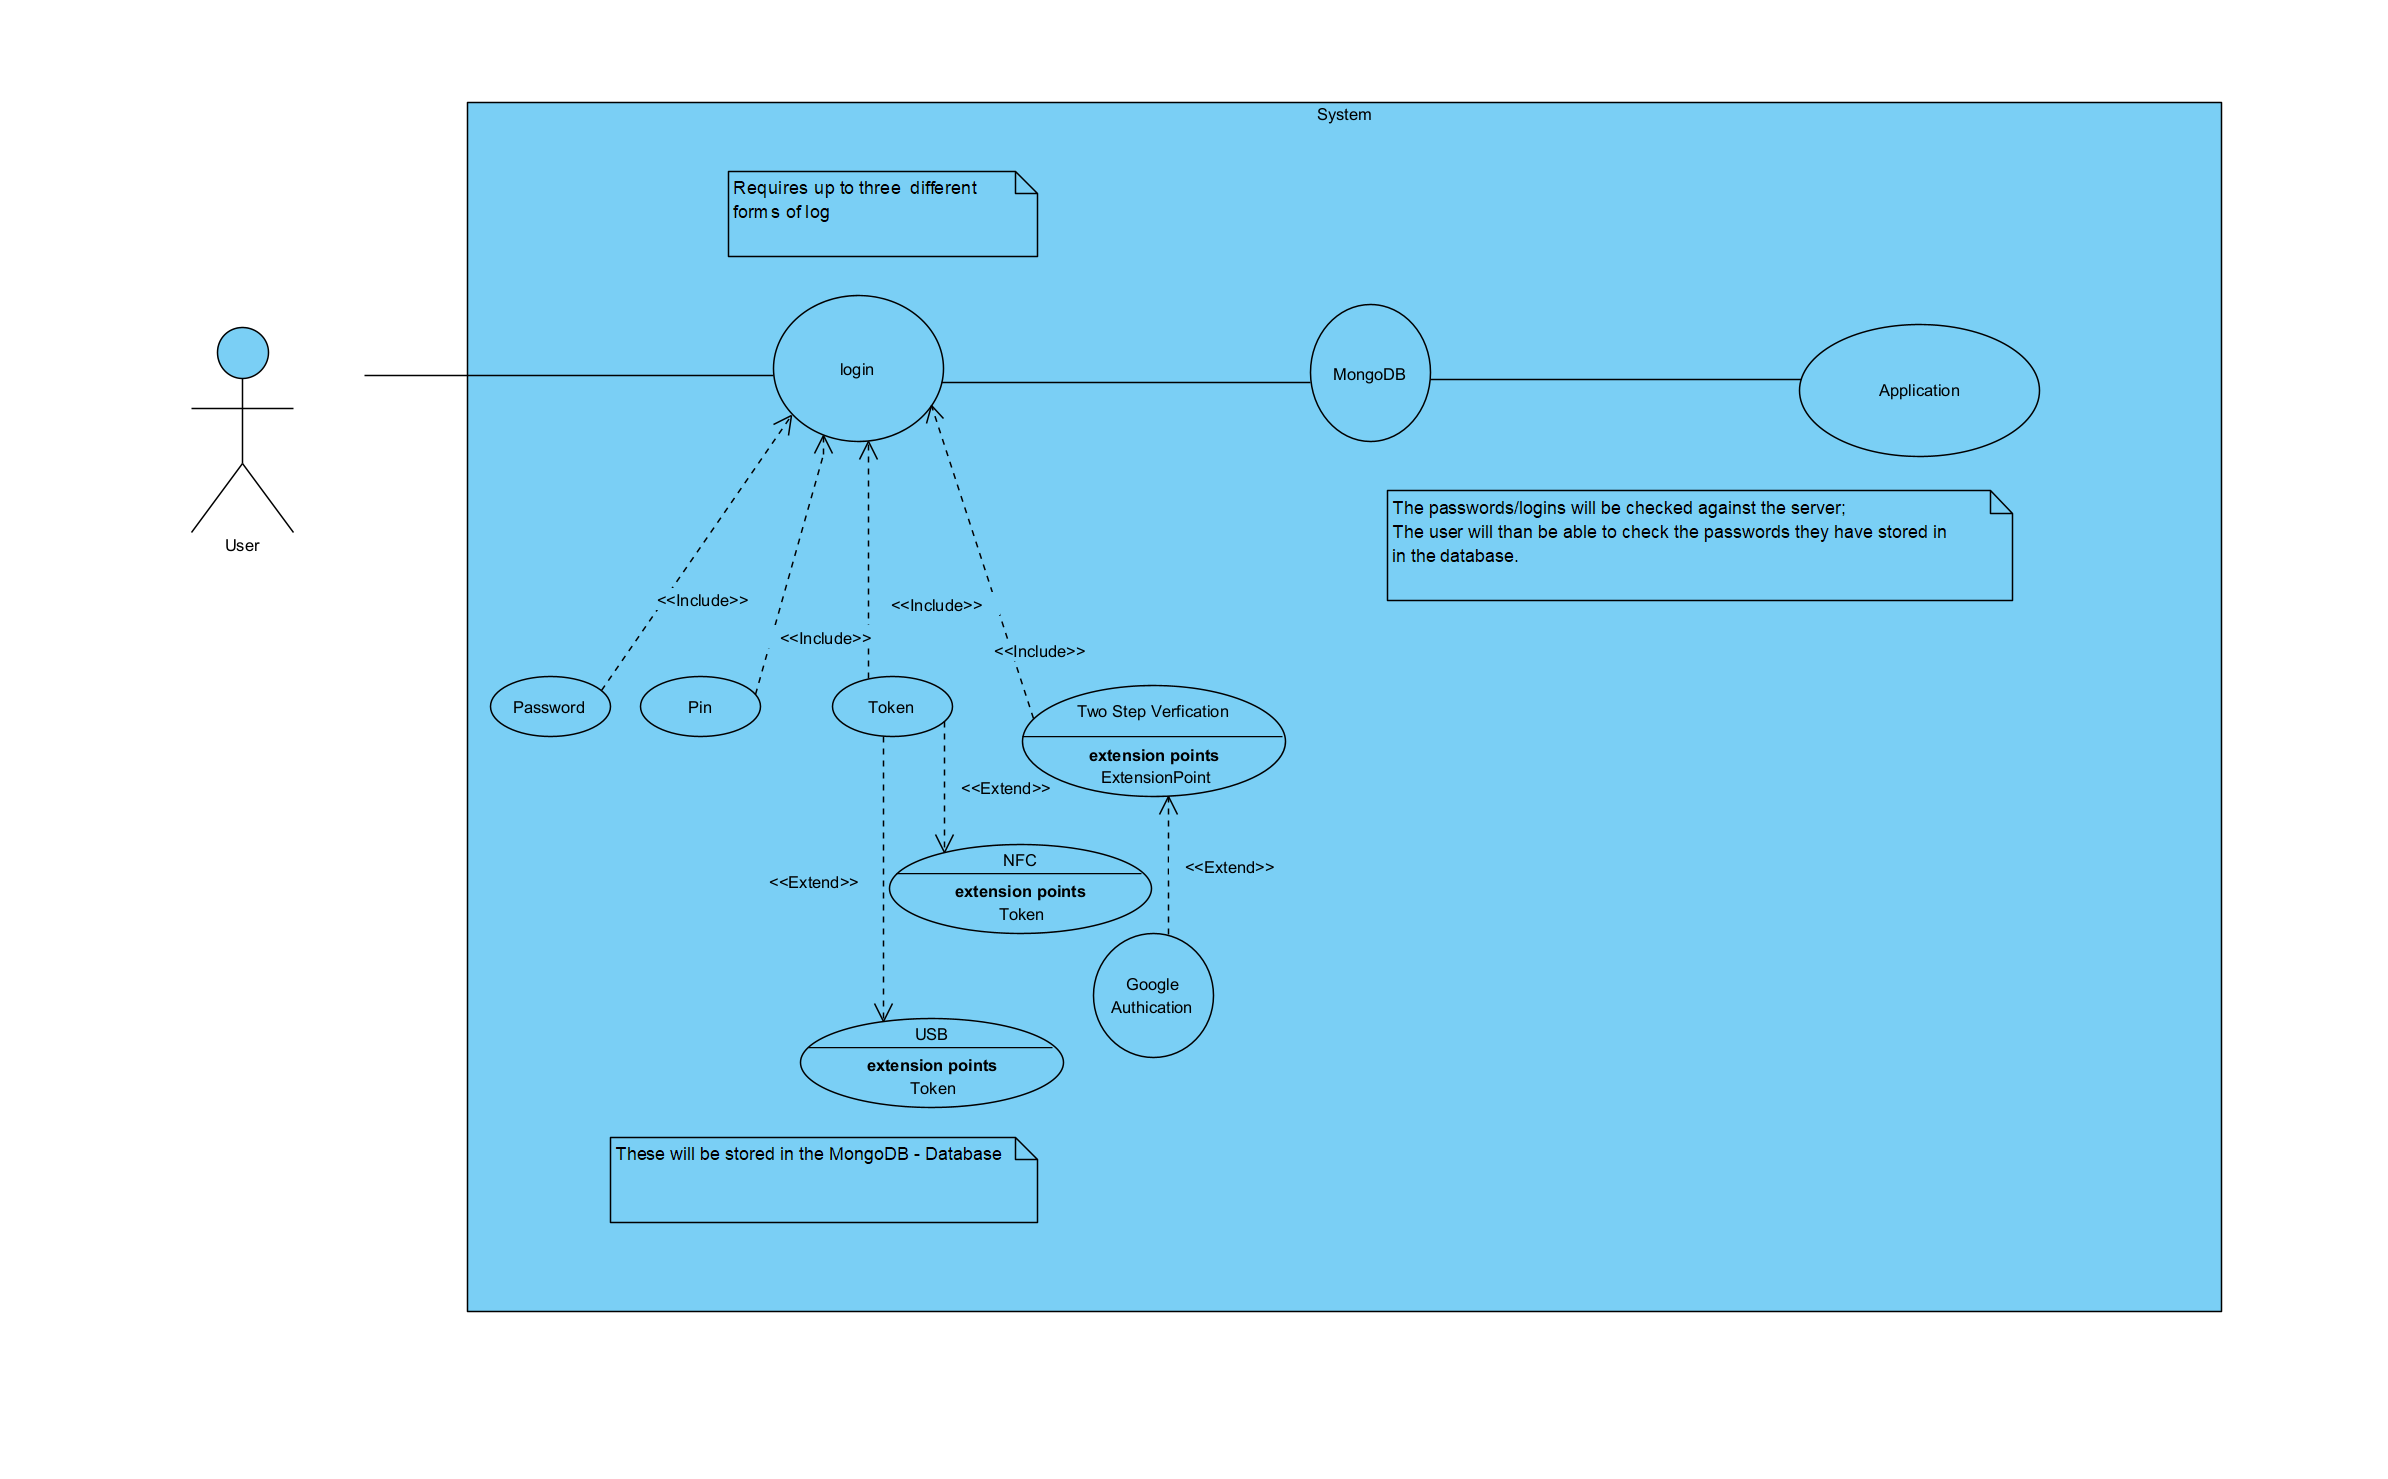 System
Requires up to three different
forms of log
login
MongoDB
Application
User
The passwords/logins will be checked against the server;
The user will than be able to check the passwords they have stored in
in the database.
<<Include>>
<<Include>>
<<Include>>
<<Include>>
Password
Pin
Token
Two Step Verfication
extension points
ExtensionPoint
<<Extend>>
<<Extend>>
<<Extend>>
NFC
extension points
Token
Google
Authication
USB
extension points
Token
These will be stored in the MongoDB - Database